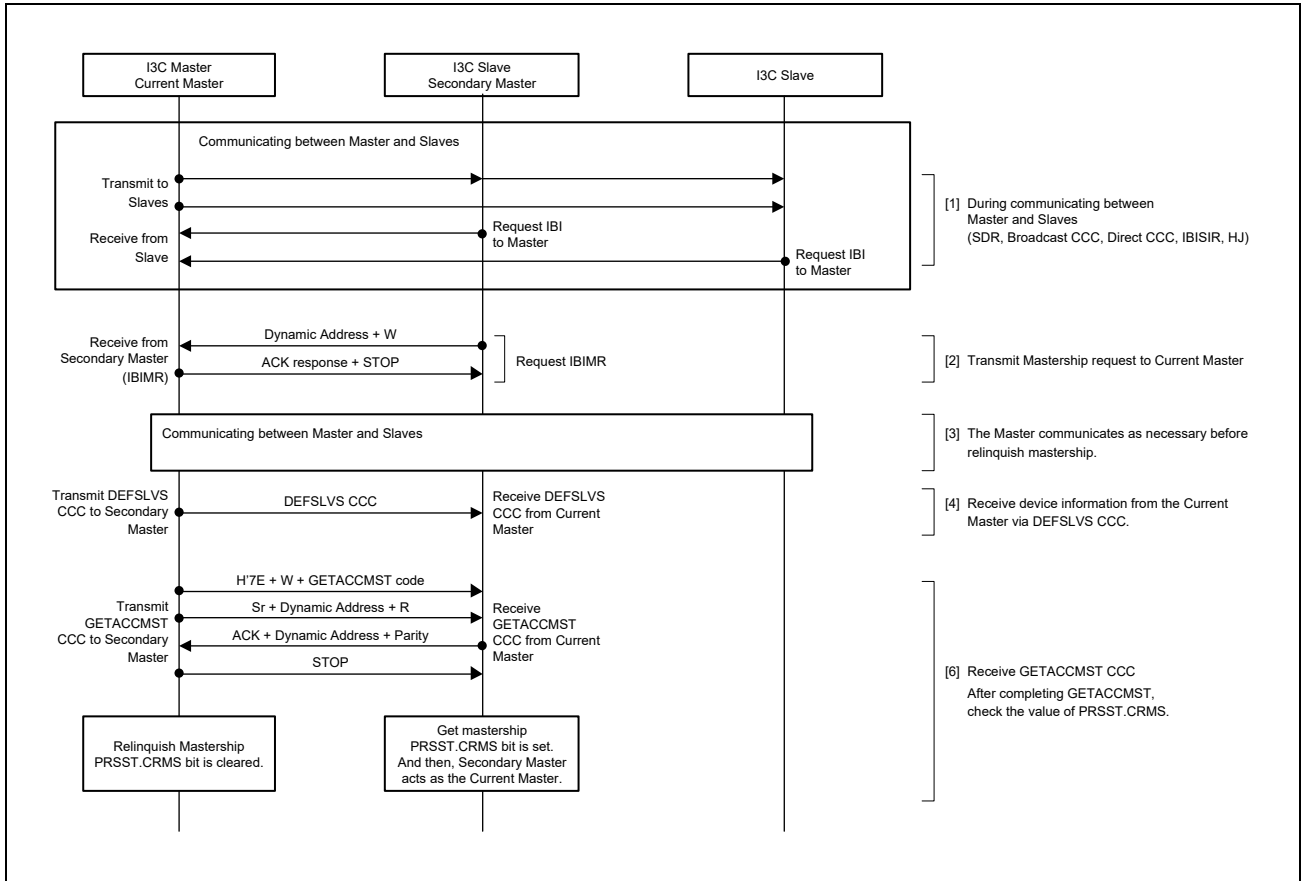 I3C Master
Current Master
I3C Slave
Secondary Master
I3C Slave
Communicating between Master and Slaves
Transmit to
Slaves
Receive from
Slave
Request IBI
to Master
Request IBI
to Master
[1] During communicating between
Master and Slaves
(SDR, Broadcast CCC, Direct CCC, IBISIR, HJ)
Receive from
Secondary Master
(IBIMR)
Dynamic Address + W
ACK response + STOP
Request IBIMR
[2] Transmit Mastership request to Current Master
Communicating between Master and Slaves
[3] The Master communicates as necessary before
relinquish mastership.
Transmit DEFSLVS
CCC to Secondary
Master
DEFSLVS CCC
Receive DEFSLVS
CCC from Current
Master
[4] Receive device information from the Current
Master via DEFSLVS CCC.
Transmit
GETACCMST
CCC to Secondary
Master
H'7E + W + GETACCMST code
Sr + Dynamic Address + R
ACK + Dynamic Address + Parity
STOP
Receive
GETACCMST
CCC from Current
Master
[6] Receive GETACCMST CCC
After completing GETACCMST,
check the value of PRSST.CRMS.
Relinquish Mastership
PRSST.CRMS bit is cleared.
Get mastership
PRSST.CRMS bit is set.
And then, Secondary Master
acts as the Current Master.